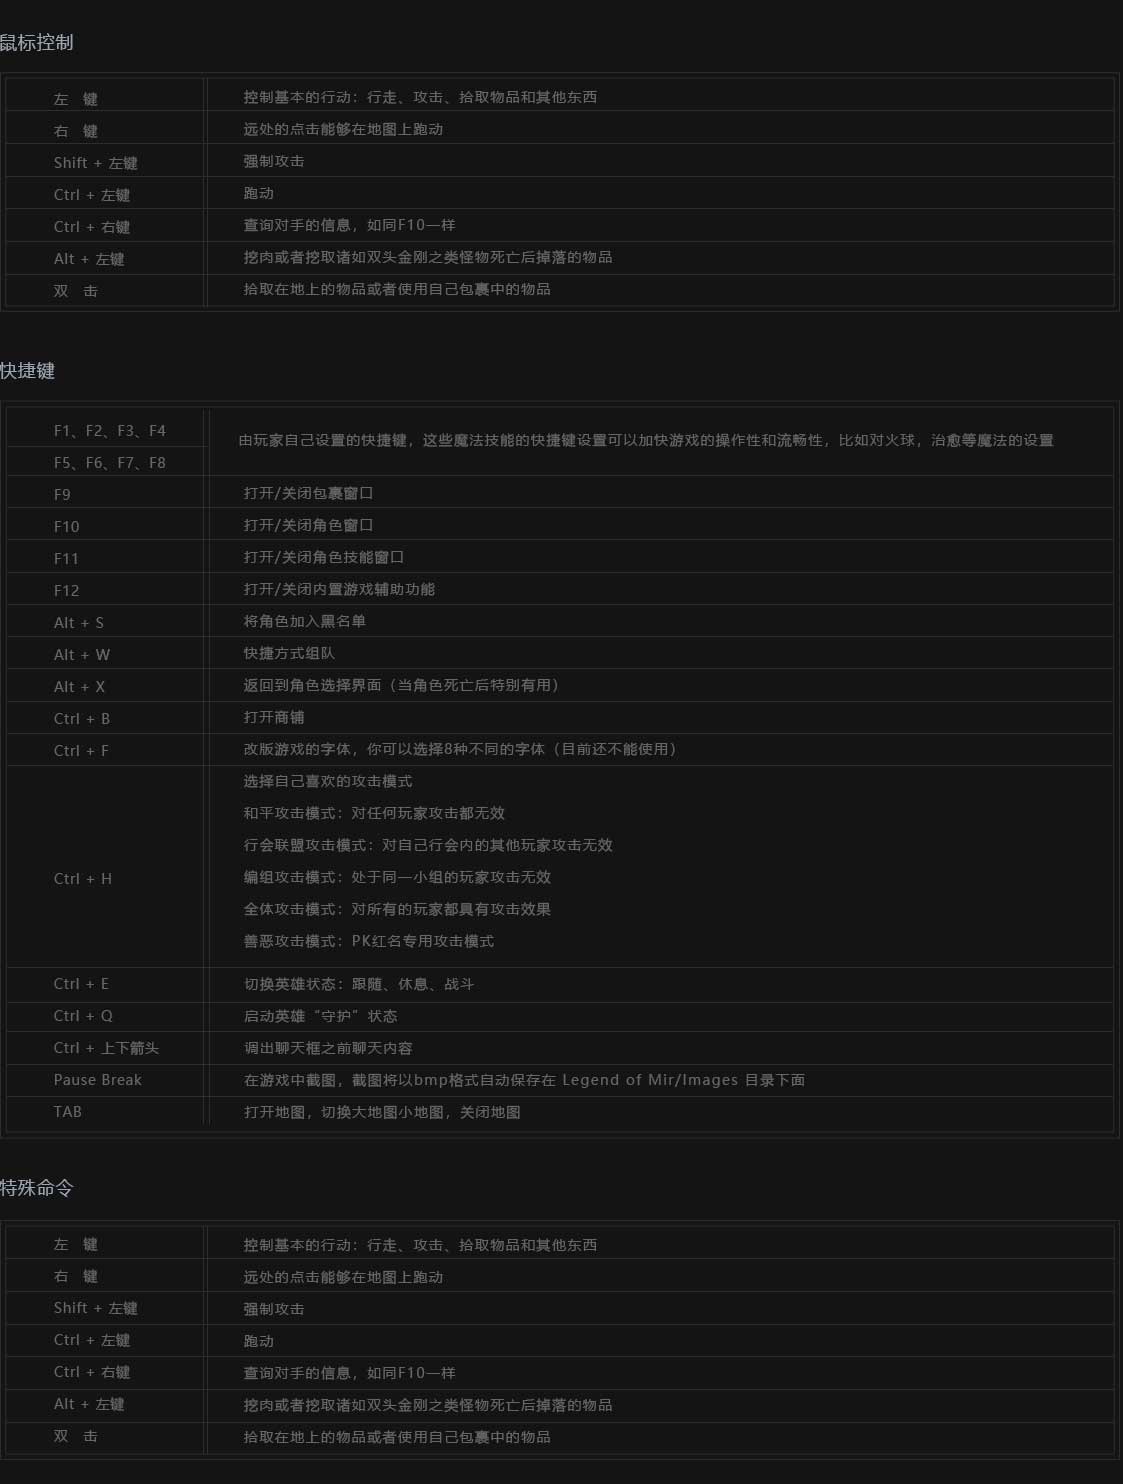 鼠标控制
左 键 控制基本的行动：行走、攻击、拾取物品和其他东西
右 键 远处的点击能够在地图上跑动
Shift + 左键 强制攻击
Ctrl + 左键 跑动
Ctrl + 右键 查询对手的信息，如同F10一样
Alt + 左键 挖肉或者挖取诸如双头金刚之类怪物死亡后掉落的物品
双 击 拾取在地上的物品或者使用自己包裹中的物品
快捷键
F1、F2、F3、F4
由玩家自己设置的快捷键，这些魔法技能的快捷键设置可以加快游戏的操作性和流畅性，比如对火球，治愈等魔法的设置
F5、F6、F7、F8
F9 打开/关闭包裹窗口
F10 打开/关闭角色窗口
F11 打开/关闭角色技能窗口
F12 打开/关闭内置游戏辅助功能
Alt + S 将角色加入黑名单
Alt + W 快捷方式组队
Alt + X 返回到角色选择界面（当角色死亡后特别有用）
Ctrl + B 打开商铺
Ctrl + F 改版游戏的字体，你可以选择8种不同的字体（目前还不能使用）
选择自己喜欢的攻击模式
和平攻击模式：对任何玩家攻击都无效
行会联盟攻击模式：对自己行会内的其他玩家攻击无效
Ctrl + H 编组攻击模式：处于同一小组的玩家攻击无效
全体攻击模式：对所有的玩家都具有攻击效果
善恶攻击模式：PK红名专用攻击模式
Ctrl + E 切换英雄状态：跟随、休息、战斗
Ctrl + Q 启动英雄“守护”状态
Ctrl + 上下箭头 调出聊天框之前聊天内容
Pause Break 在游戏中截图，截图将以bmp格式自动保存在 Legend of Mir/Images 目录下面
TAB 打开地图，切换大地图小地图，关闭地图
特殊命令
左 键 控制基本的行动：行走、攻击、拾取物品和其他东西
右 键 远处的点击能够在地图上跑动
Shift + 左键 强制攻击
Ctrl + 左键 跑动
Ctrl + 右键 查询对手的信息，如同F10一样
Alt + 左键 挖肉或者挖取诸如双头金刚之类怪物死亡后掉落的物品
双 击 拾取在地上的物品或者使用自己包裹中的物品